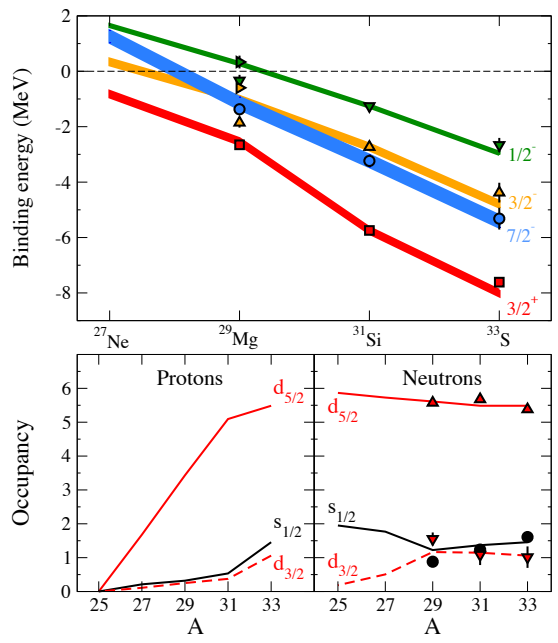 2
0
-2
-4
-6
-8
Binding energy (MeV)
1/2⁻
3/2⁻
7/2⁻
3/2⁺
²⁷Ne
²⁹Mg
³¹Si
³³S
Protons
Neutrons
6
5
4
3
2
1
0
Occupancy
d5/2
s1/2
d3/2
d5/2
s1/2
d3/2
25 27 29 31 33
25 27 29 31 33
A
A